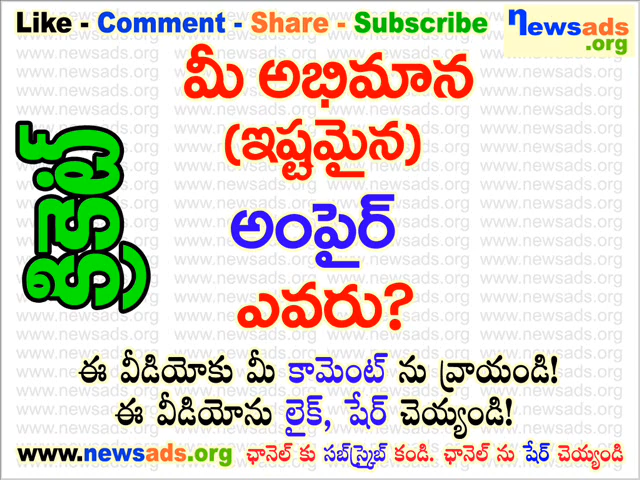 Like - Comment - Share - Subscribe
newsads
.org
మీ అభిమాన
(ఇష్టమైన)
అంపైర్
ఎవరు?
క్రికెట్
ఈ వీడియోకు మీ కామెంట్ ను వ్రాయండి!
ఈ వీడియోను లైక్, షేర్ చెయ్యండి!
www.newsads.org ఛానెల్ కు సబ్‌స్క్రైబ్ కండి. ఛానెల్ ను షేర్ చెయ్యండి